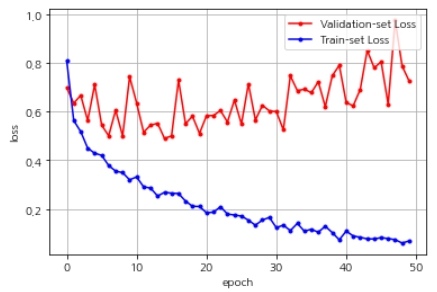 Validation-set Loss
Train-set Loss
1,0
0,8
0,6
0,4
0,2
loss
0
10
20
30
40
50
epoch